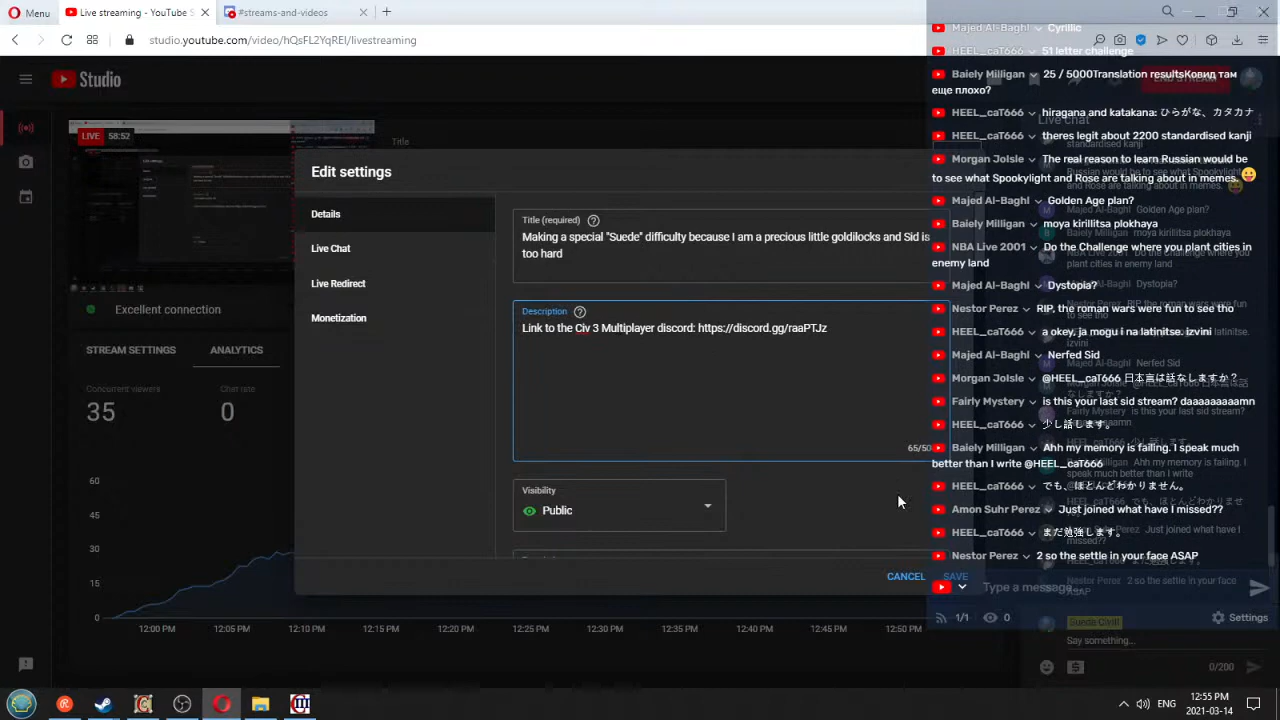 Menu
Live streaming - YouTube S
#streams-and-videos
studio.youtube.com/video/hQsFL2YqREI/livestreaming
Studio
LIVE
58:52
Title
Excellent connection
STREAM SETTINGS
ANALYTICS
Concurrent viewers
35
Chat rate
0
60
45
30
15
0
12:00 PM
12:05 PM
12:10 PM
12:15 PM
12:20 PM
12:25 PM
12:30 PM
12:35 PM
12:40 PM
12:45 PM
12:50 PM
Edit settings
Details
Live Chat
Live Redirect
Monetization
Title (required)
Making a special "Suede" difficulty because I am a precious little goldilocks and Sid is
too hard
Description
Link to the Civ 3 Multiplayer discord: https://discord.gg/raaPTJz
65/50
Visibility
Public
CANCEL
SAVE
Majed Al-Baghl Cyrillic
HEEL_caT666 51 letter challenge
Baiely Milligan 25 / 5000Translation resultsКовид там
еще плохо?
HEEL_caT666 hiragana and katakana: ひらがな、カタカナ
HEEL_caT666 theres legit about 2200 standardised kanji
Morgan Jolsle The real reason to learn Russian would be
to see what Spookylight and Rose are talking about in memes.
Majed Al-Baghl Golden Age plan?
Baiely Milligan moya kirillitsa plokhaya
NBA Live 2001 Do the Challenge where you plant cities in
enemy land
Majed Al-Baghl Dystopia?
Nestor Perez RIP, the roman wars were fun to see tho
HEEL_caT666 a okey, ja mogu i na latinitse. izvini
Majed Al-Baghl Nerfed Sid
Morgan Jolsle @HEEL_caT666 日本言は話なしますか？
Fairly Mystery is this your last sid stream? daaaaaaaamn
HEEL_caT666 少し話します。
Baiely Milligan Ahh my memory is failing. I speak much
better than I write @HEEL_caT666
HEEL_caT666 でも、ほとんどわかりません。
Amon Suhr Perez Just joined what have I missed??
HEEL_caT666 まだ勉強します。
Nestor Perez 2 so the settle in your face ASAP
Type a message...
1/1
0
Settings
Say something...
0/200
ENG
12:55 PM
2021-03-14